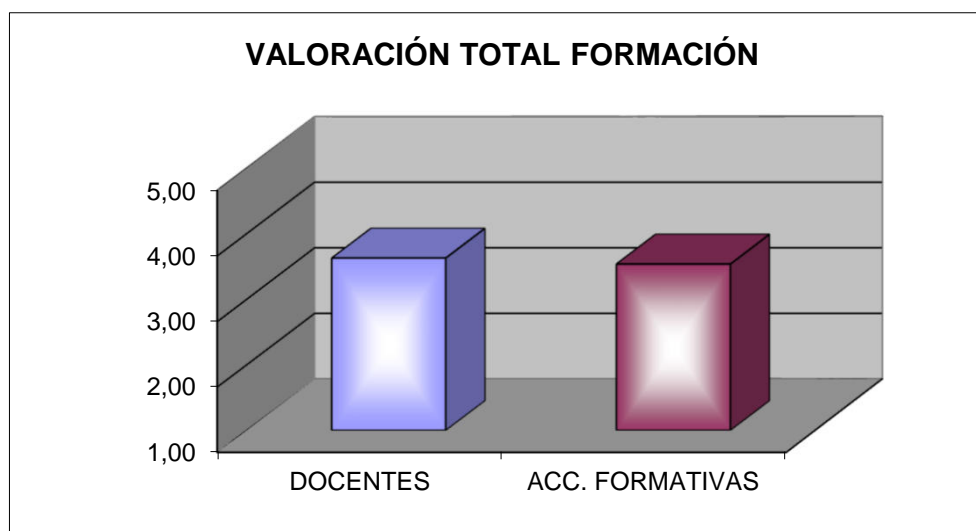 VALORACIÓN TOTAL FORMACIÓN
5,00
4,00
3,00
2,00
1,00
DOCENTES ACC. FORMATIVAS